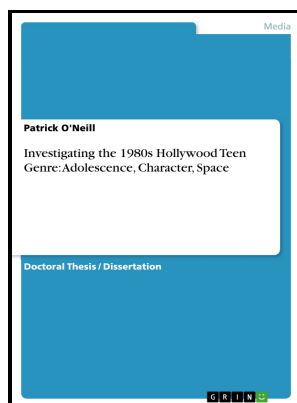 Media
Patrick O'Neill
Investigating the 1980s Hollywood Teen
Genre: Adolescence, Character, Space
Doctoral Thesis / Dissertation
GRIN